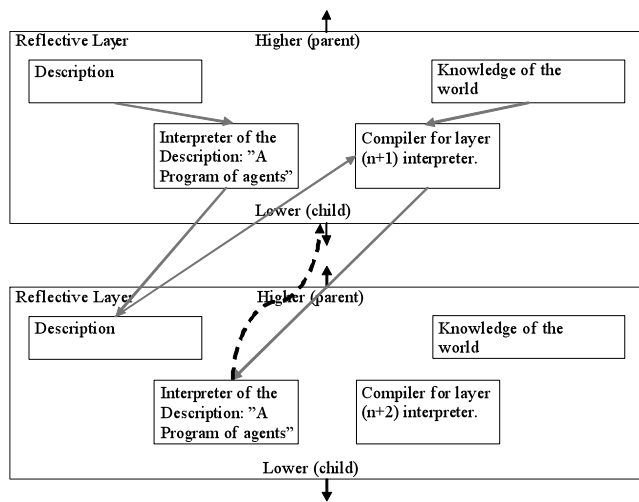 Reflective Layer
Higher (parent)
Description
Knowledge of the
world
Interpreter of the
Description: ”A
Program of agents”
Compiler for layer
(n+1) interpreter.
Lower (child)
Reflective Layer
Higher (parent)
Description
Knowledge of the
world
Interpreter of the
Description: ”A
Program of agents”
Compiler for layer
(n+2) interpreter.
Lower (child)